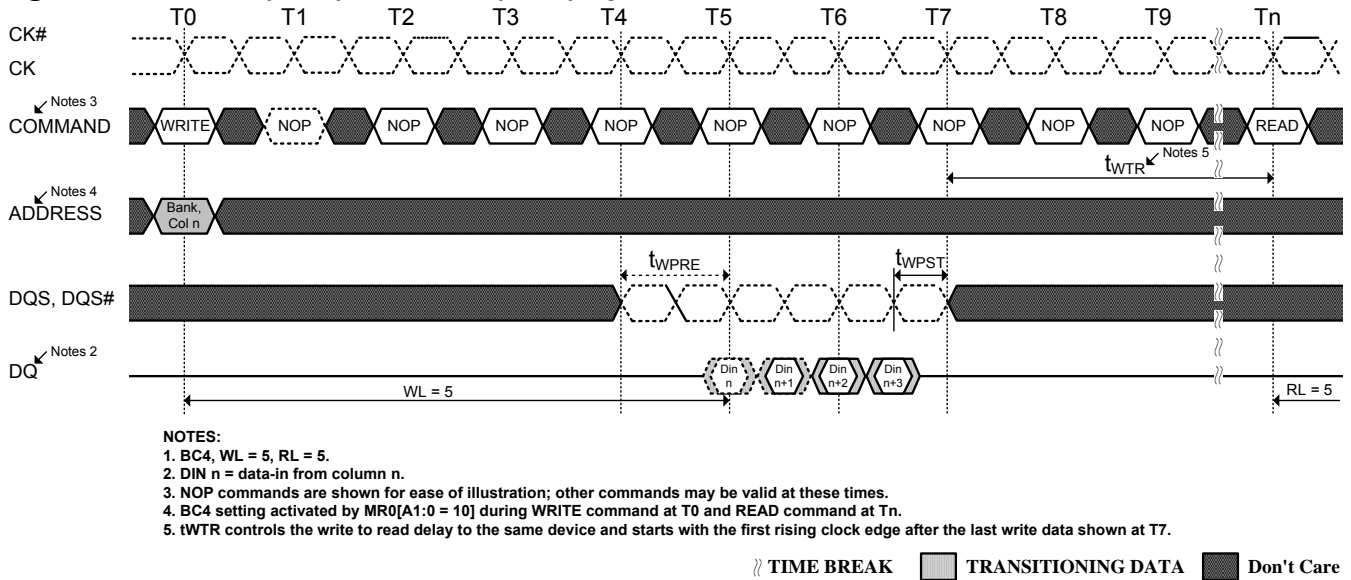 T0 T1 T2 T3 T4 T5 T6 T7 T8 T9 Tn
CK#
CK
Notes 3
COMMAND WRITE NOP NOP NOP NOP NOP NOP NOP NOP NOP READ
tWTR Notes 5
Notes 4
ADDRESS
Bank,
Col n
tWPRE tWPST
DQS, DQS#
Notes 2
DQ
Din n
Din n+1
Din n+2
Din n+3
WL = 5 RL = 5
NOTES:
1. BC4, WL = 5, RL = 5.
2. DIN n = data-in from column n.
3. NOP commands are shown for ease of illustration; other commands may be valid at these times.
4. BC4 setting activated by MR0[A1:0 = 10] during WRITE command at T0 and READ command at Tn.
5. tWTR controls the write to read delay to the same device and starts with the first rising clock edge after the last write data shown at T7.
TIME BREAK TRANSITIONING DATA Don't Care